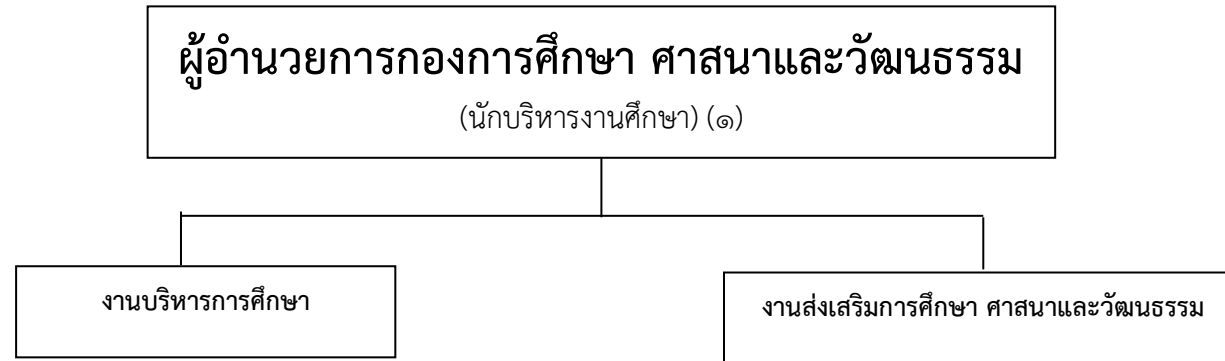 ผู้อำนวยการกองการศึกษา ศาสนาและวัฒนธรรม
(นักบริหารงานศึกษา) (๑)
งานบริหารการศึกษา
งานส่งเสริมการศึกษา ศาสนาและวัฒนธรรม